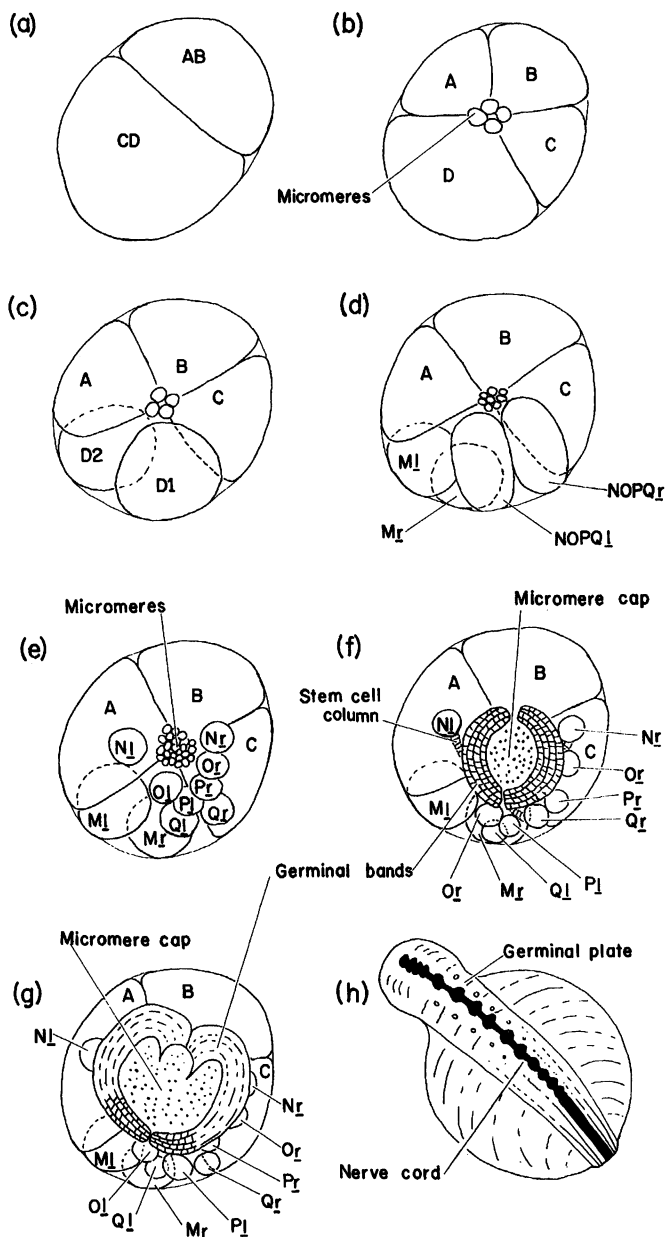 (a)
AB
CD
(b)
A
B
C
D
Micromeres
(c)
A
B
C
D2
D1
(d)
A
B
C
Ml
Mr
NOPQr
NOPQl
(e)
Micromeres
A
B
C
Nl
Nr
Or
Ol
Pr
Pl
Ml
Mr
Ql
Qr
(f)
Micromere cap
Stem cell
column
A
B
C
Nl
Nr
Or
Pr
Qr
Ml
Or
Mr
Ql
Pl
Germinal bands
(g)
Micromere cap
A
B
C
Nl
Nr
Or
Pr
Qr
Ml
Ol
Ql
Mr
Pl
(h)
Germinal plate
Nerve cord